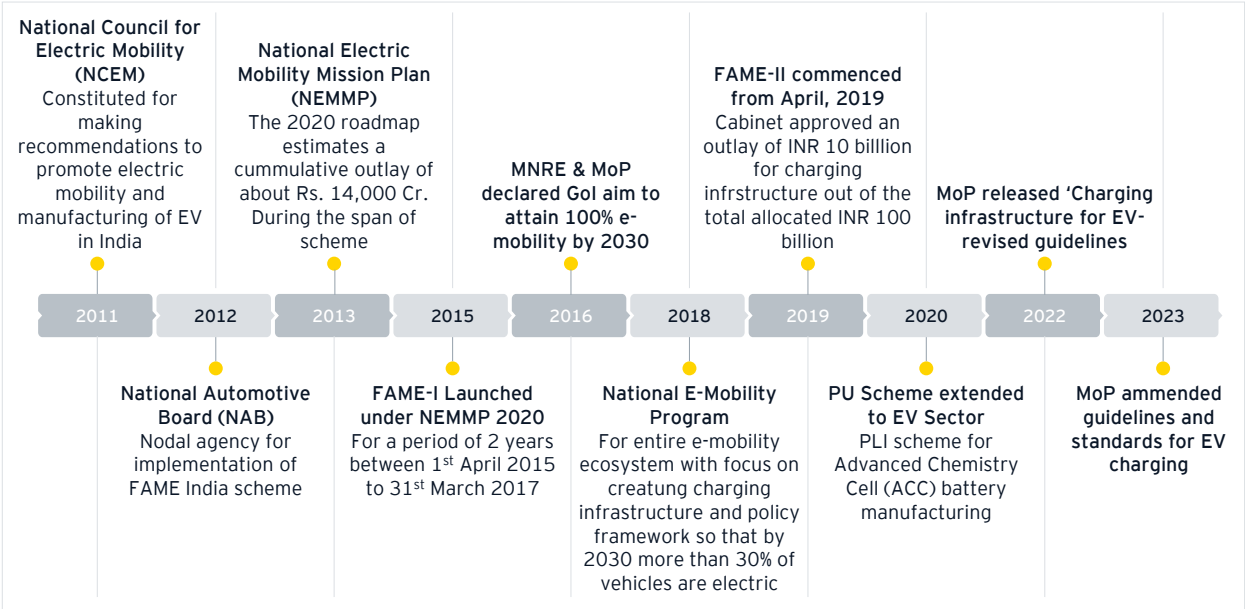 National Council for
Electric Mobility
(NCEM)
Constituted for
making
recommendations to
promote electric
mobility and
manufacturing of EV
in India
National Electric
Mobility Mission Plan
(NEMMP)
The 2020 roadmap
estimates a
cummulative outlay of
about Rs. 14,000 Cr.
During the span of
scheme
MNRE & MoP
declared GoI aim to
attain 100% e-
mobility by 2030
FAME-II commenced
from April, 2019
Cabinet approved an
outlay of INR 10 billlion
for charging
infrstructure out of the
total allocated INR 100
billion
MoP released ‘Charging
infrastructure for EV-
revised guidelines
2011
2012
2013
2015
2016
2018
2019
2020
2022
2023
National Automotive
Board (NAB)
Nodal agency for
implementation of
FAME India scheme
FAME-I Launched
under NEMMP 2020
For a period of 2 years
between 1st April 2015
to 31st March 2017
National E-Mobility
Program
For entire e-mobility
ecosystem with focus on
creatung charging
infrastructure and policy
framework so that by
2030 more than 30% of
vehicles are electric
PU Scheme extended
to EV Sector
PLI scheme for
Advanced Chemistry
Cell (ACC) battery
manufacturing
MoP ammended
guidelines and
standards for EV
charging